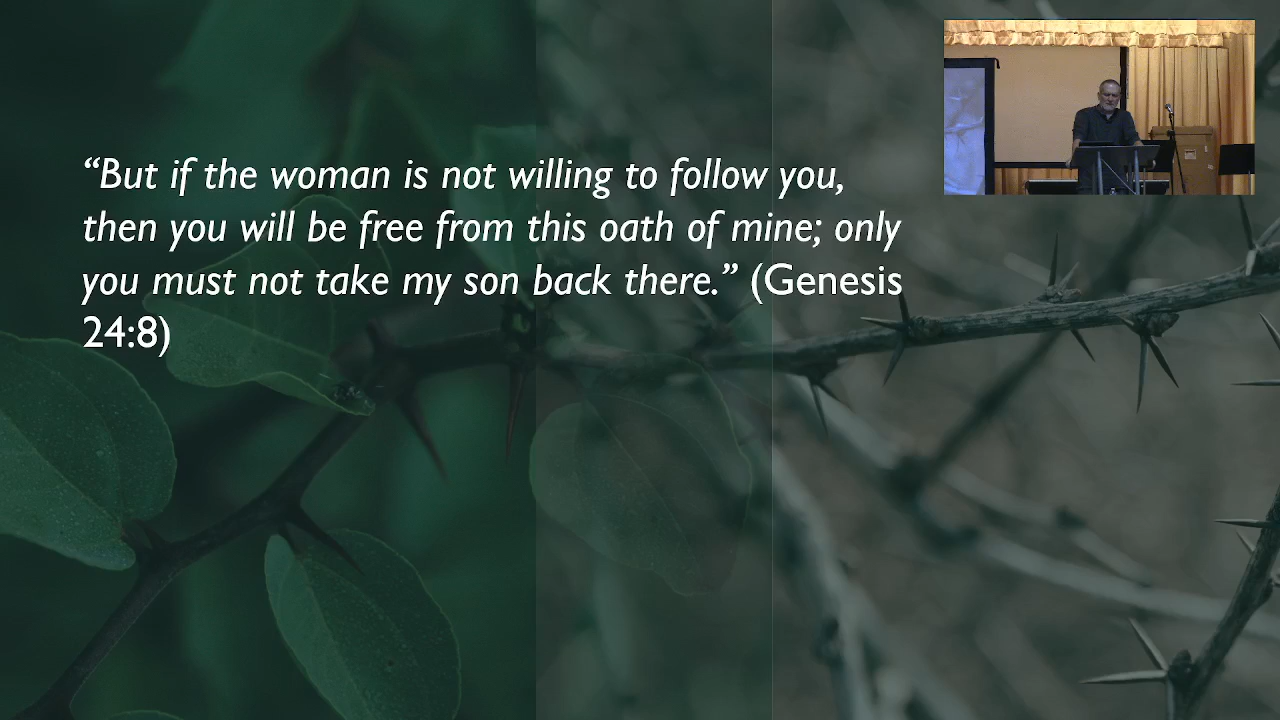 “But if the woman is not willing to follow you,
then you will be free from this oath of mine; only
you must not take my son back there.” (Genesis
24:8)